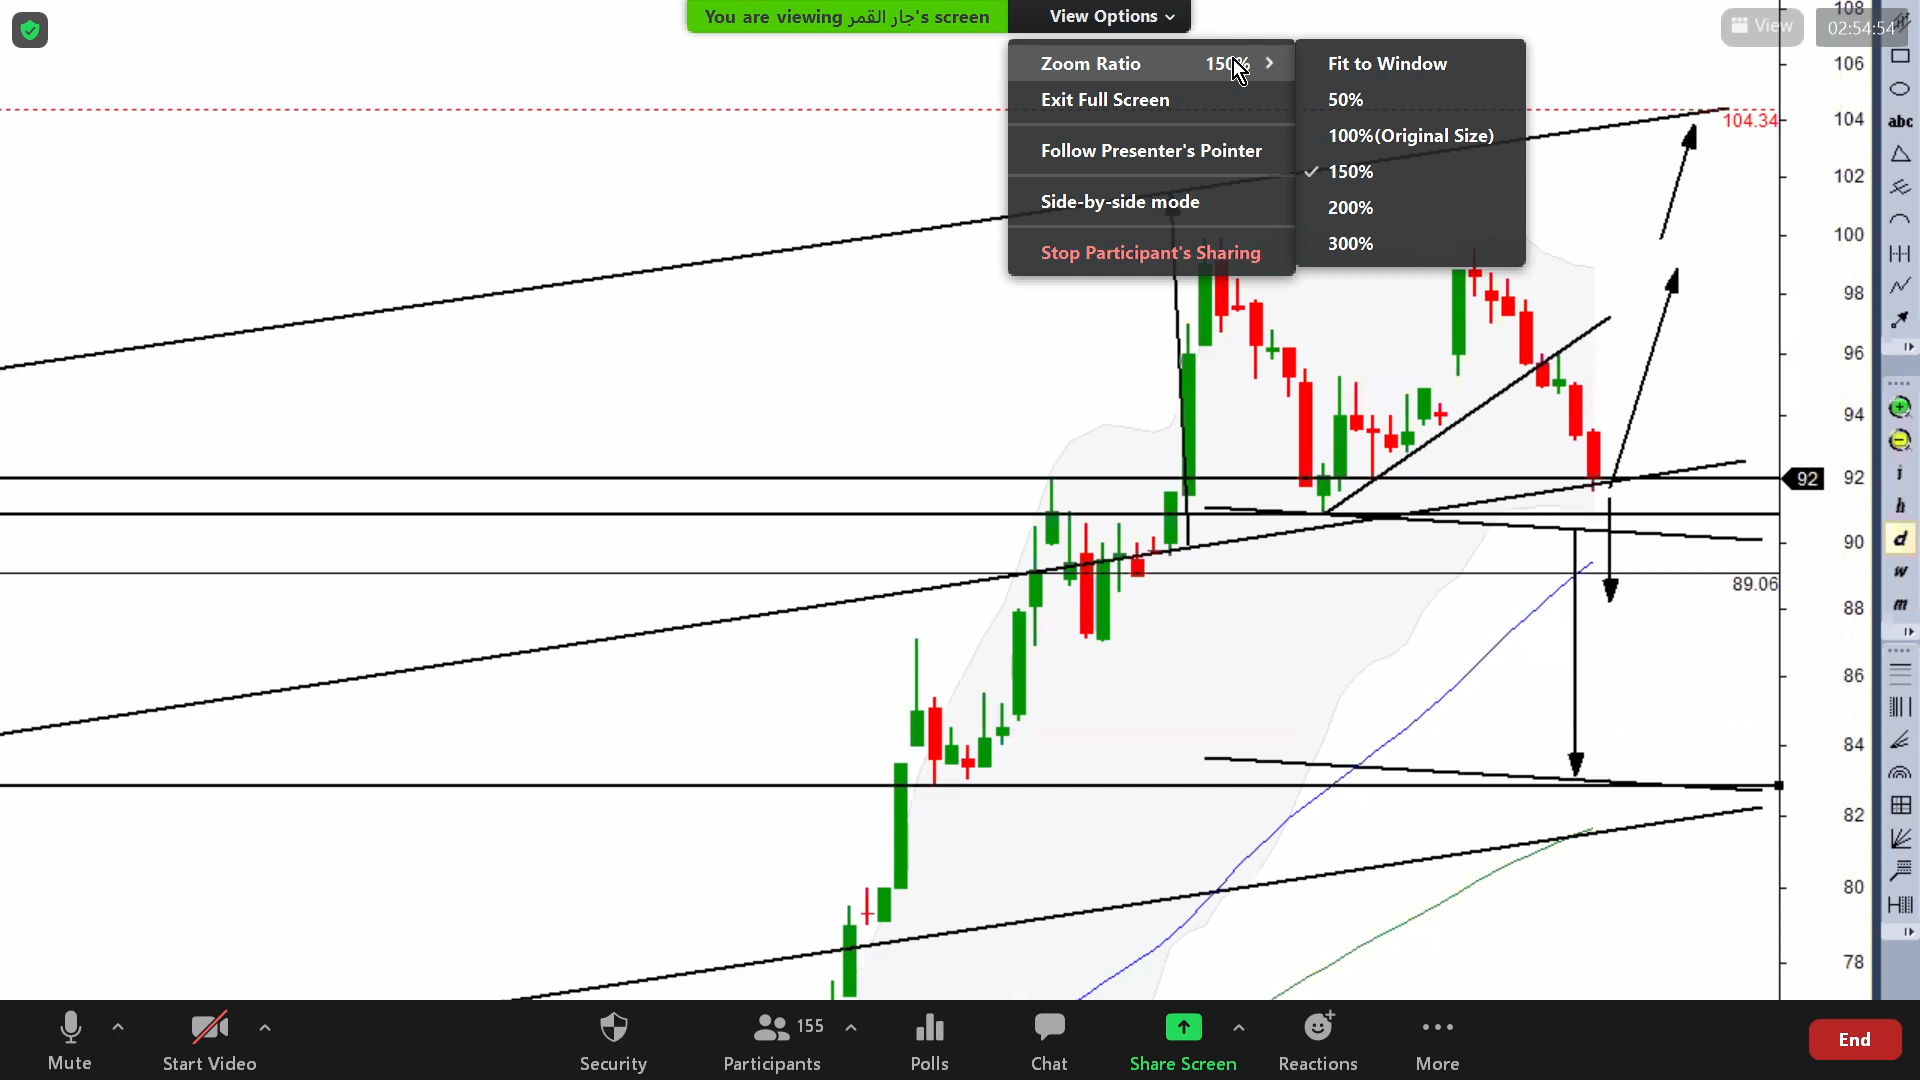 You are viewing جار القمر's screen
View Options
View
02:54:54
Zoom Ratio 150%
Exit Full Screen
Follow Presenter's Pointer
Side-by-side mode
Stop Participant's Sharing
Fit to Window
50%
100%(Original Size)
150%
200%
300%
104.34
108
106
104
102
100
98
96
94
92
92
90
89.06
88
86
84
82
80
78
abc
i
h
d
w
m
H
Mute
Start Video
Security
Participants
155
Polls
Chat
Share Screen
Reactions
More
End